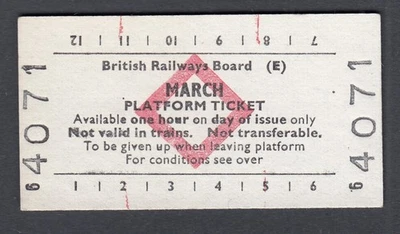 12 | 11 | 10 | 9 | 8 | 7
British Railways Board (E)
MARCH
PLATFORM TICKET
Available one hour on day of issue only
Not valid in trains. Not transferable.
To be given up when leaving platform
For conditions see over
1 | 2 | 3 | 4 | 5 | 6
64071
64071